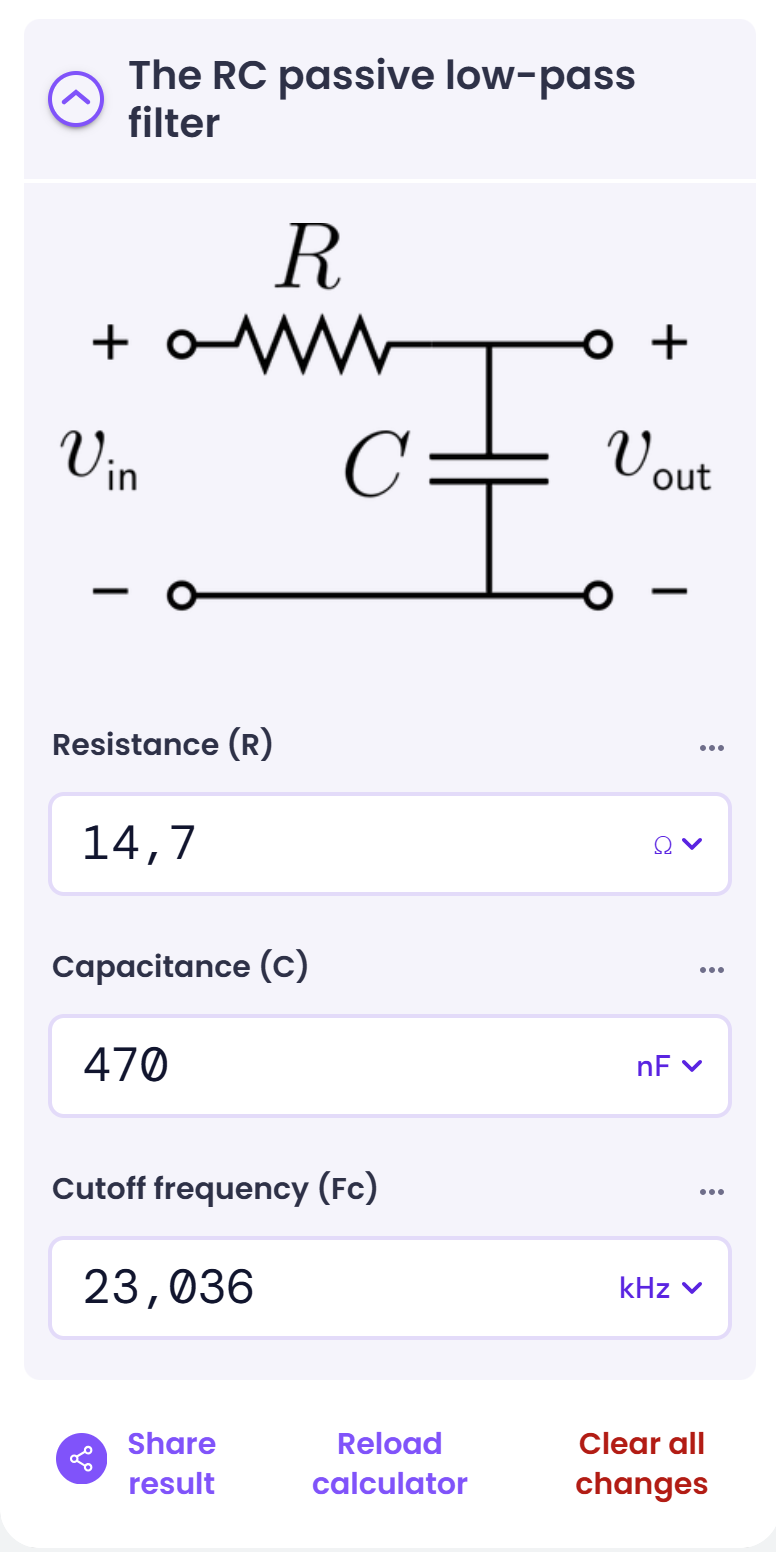 The RC passive low-pass
filter
R
+ +
v_in C v_out
− −
Resistance (R) ...
14,7 Ω
Capacitance (C) ...
470 nF
Cutoff frequency (Fc) ...
23,036 kHz
Share
result
Reload
calculator
Clear all
changes